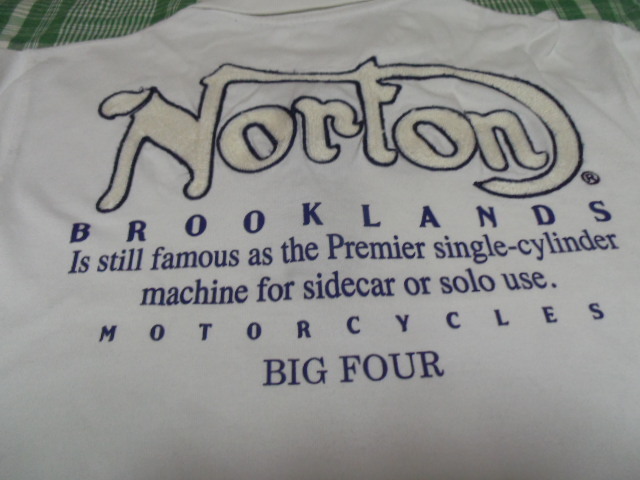 Norton®
BROOKLANDS
Is still famous as the Premier single-cylinder
machine for sidecar or solo use.
MOTORCYCLES
BIG FOUR